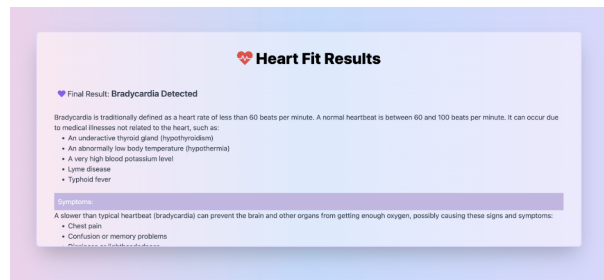 Heart Fit Results
Final Result: Bradycardia Detected
Bradycardia is traditionally defined as a heart rate of less than 60 beats per minute. A normal heartbeat is between 60 and 100 beats per minute. It can occur due
to medical illnesses not related to the heart, such as:
• An underactive thyroid gland (hypothyroidism)
• An abnormally low body temperature (hypothermia)
• A very high blood potassium level
• Lyme disease
• Typhoid fever
Symptoms:
A slower than typical heartbeat (bradycardia) can prevent the brain and other organs from getting enough oxygen, possibly causing these signs and symptoms:
• Chest pain
• Confusion or memory problems